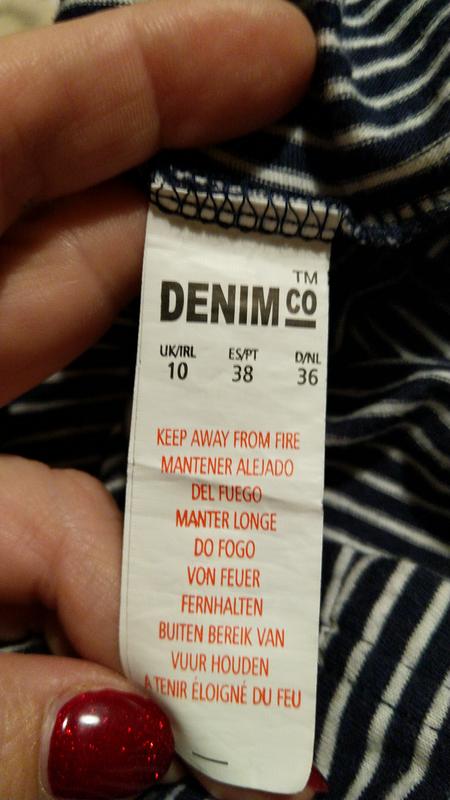 DENIM CO ™
UK/IRL ES/PT D/NL
10 38 36
KEEP AWAY FROM FIRE
MANTENER ALEJADO
DEL FUEGO
MANTER LONGE
DO FOGO
VON FEUER
FERNHALTEN
BUITEN BEREIK VAN
VUUR HOUDEN
A TENIR ÉLOIGNÉ DU FEU